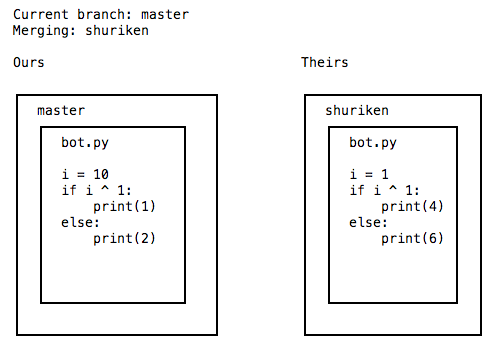 Current branch: master
Merging: shuriken
Ours
master
bot.py
i = 10
if i ^ 1:
    print(1)
else:
    print(2)
Theirs
shuriken
bot.py
i = 1
if i ^ 1:
    print(4)
else:
    print(6)